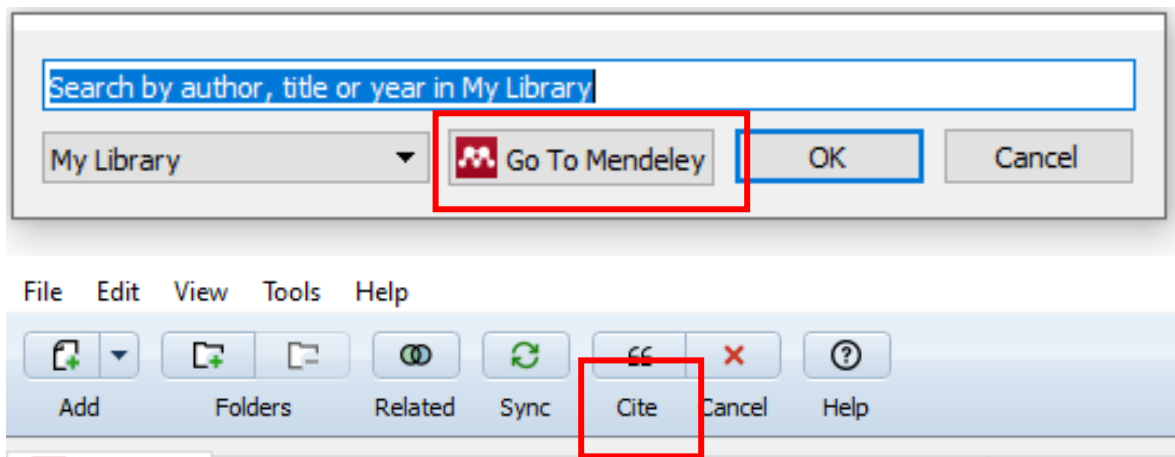 Search by author, title or year in My Library
My Library Go To Mendeley OK Cancel
File Edit View Tools Help
Add Folders Related Sync Cite Cancel Help